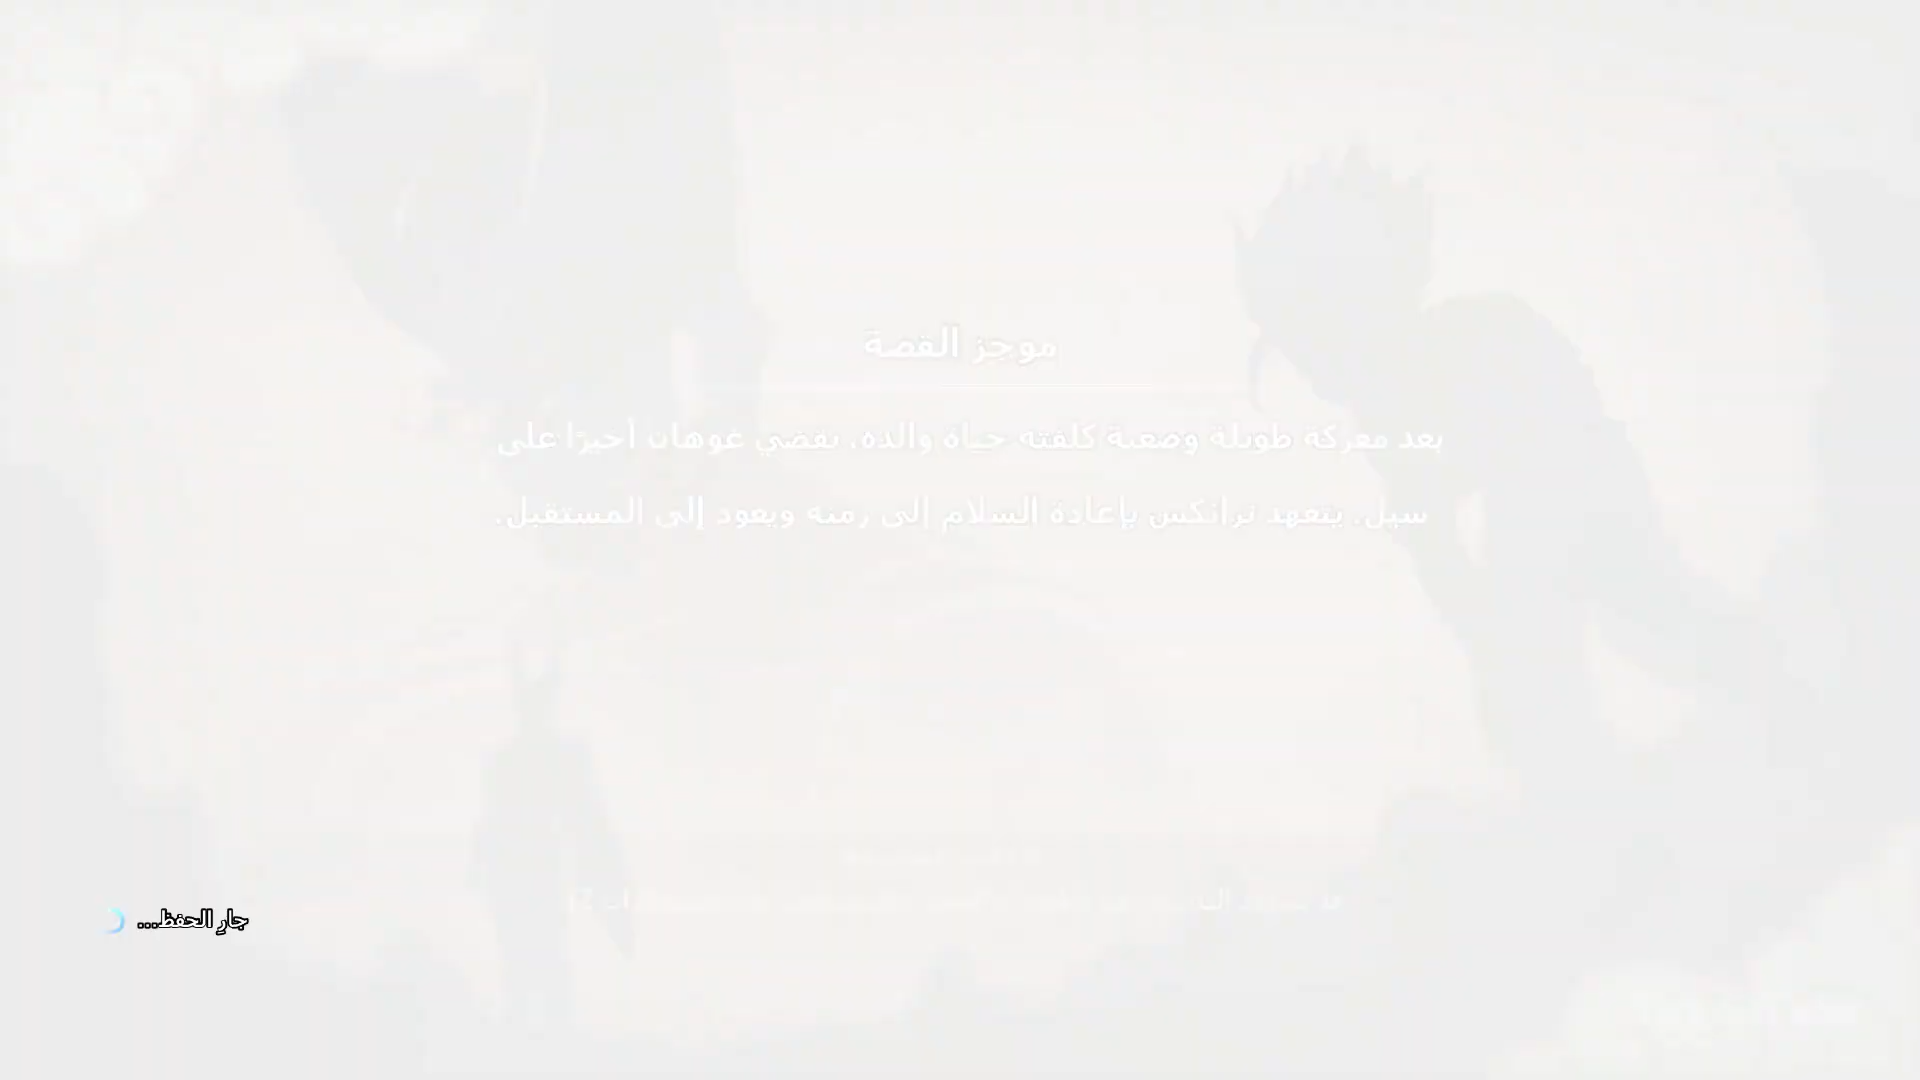 موجز القصة
بعد معركة طويلة وصعبة كلفته حياة والده، يقضي غوهان أخيرًا على
سيل. يتعهد ترانكس بإعادة السلام إلى زمنه ويعود إلى المستقبل.
جارٍ الحفظ...